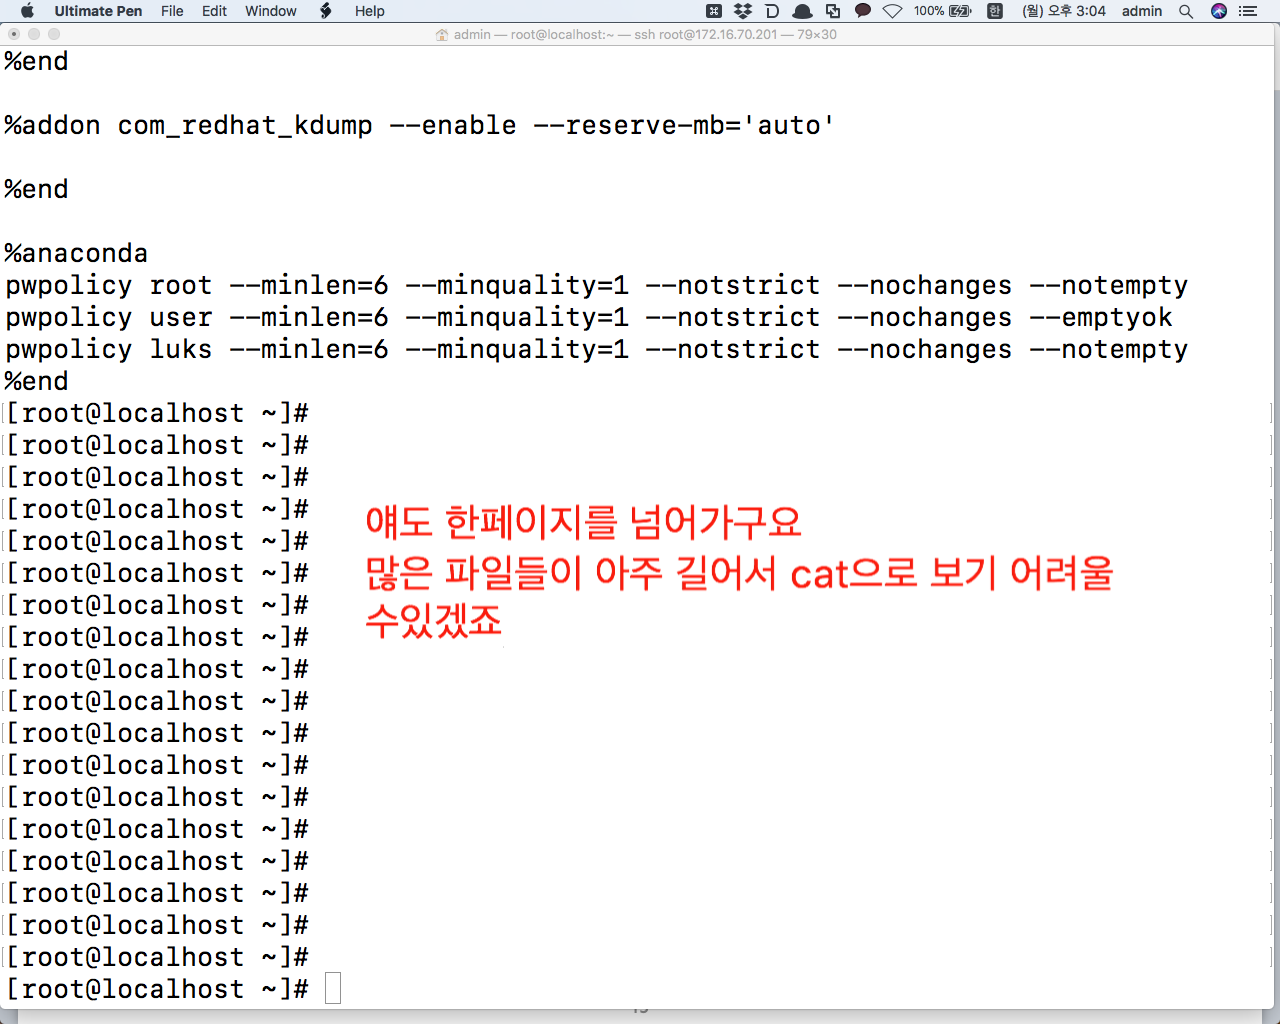 Ultimate Pen File Edit Window Help 100% 한 (월) 오후 3:04 admin
admin — root@localhost:~ — ssh root@172.16.70.201 — 79×30
%end
%addon com_redhat_kdump --enable --reserve-mb='auto'
%end
%anaconda
pwpolicy root --minlen=6 --minquality=1 --notstrict --nochanges --notempty
pwpolicy user --minlen=6 --minquality=1 --notstrict --nochanges --emptyok
pwpolicy luks --minlen=6 --minquality=1 --notstrict --nochanges --notempty
%end
[root@localhost ~]#
[root@localhost ~]#
[root@localhost ~]#
[root@localhost ~]#
얘도 한페이지를 넘어가구요
[root@localhost ~]#
[root@localhost ~]#
많은 파일들이 아주 길어서 cat으로 보기 어려울
[root@localhost ~]#
수있겠죠
[root@localhost ~]#
[root@localhost ~]#
[root@localhost ~]#
[root@localhost ~]#
[root@localhost ~]#
[root@localhost ~]#
[root@localhost ~]#
[root@localhost ~]#
[root@localhost ~]#
[root@localhost ~]#
[root@localhost ~]#
[root@localhost ~]#